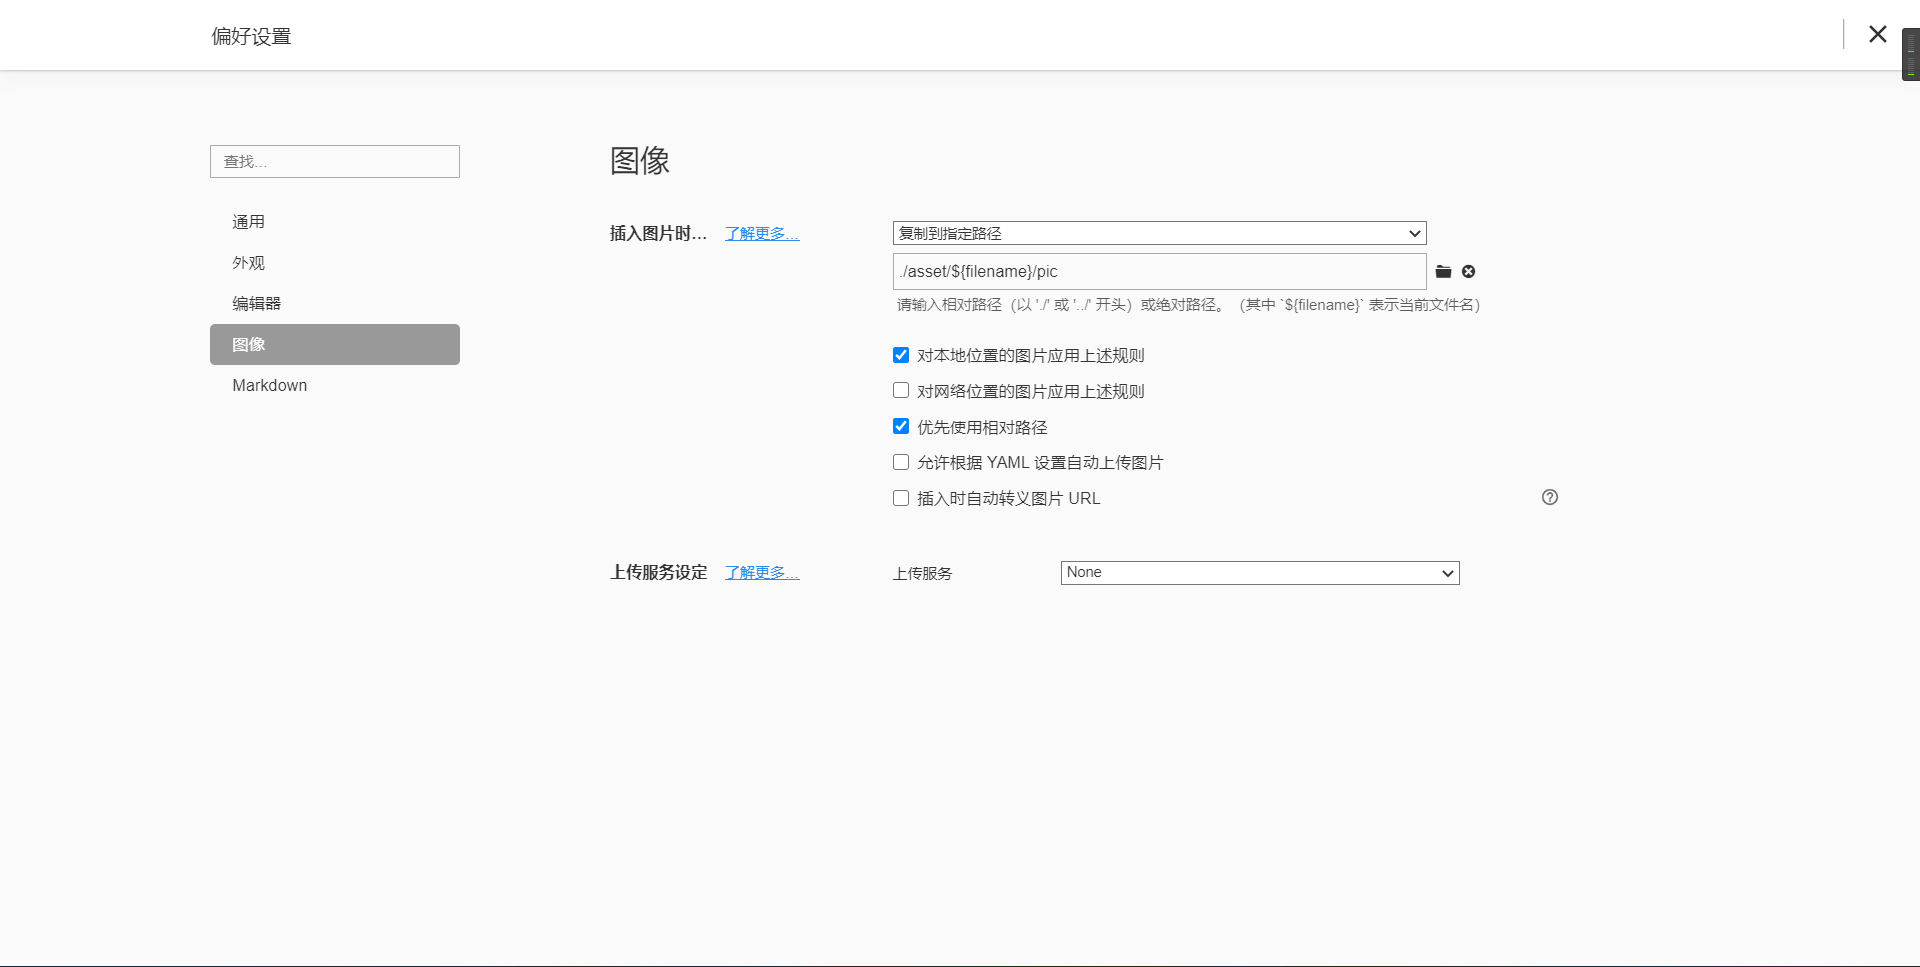 偏好设置
查找...
通用
外观
编辑器
图像
Markdown
图像
插入图片时... 了解更多... 复制到指定路径
./asset/${filename}/pic
请输入相对路径（以 './' 或 '../' 开头）或绝对路径。（其中 `${filename}` 表示当前文件名）
对本地位置的图片应用上述规则
对网络位置的图片应用上述规则
优先使用相对路径
允许根据 YAML 设置自动上传图片
插入时自动转义图片 URL
上传服务设定 了解更多... 上传服务 None